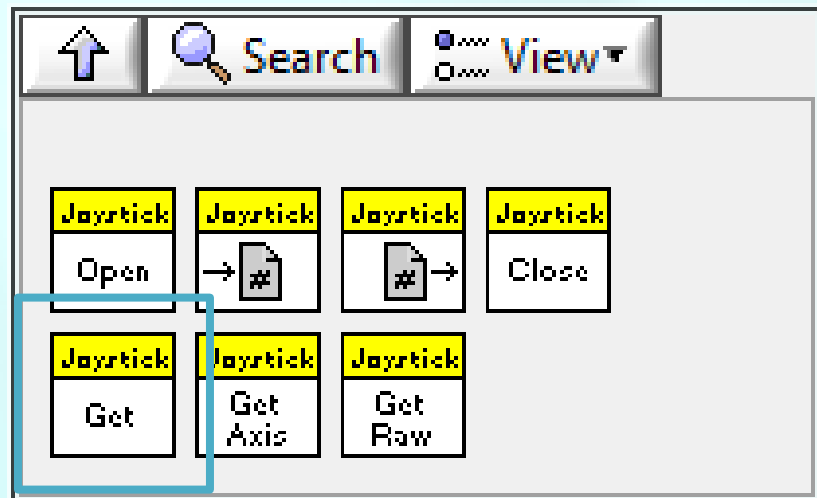 Search View
Joystick Joystick Joystick Joystick
Open # # Close
Joystick Joystick Joystick
Get Get Axis Get Raw